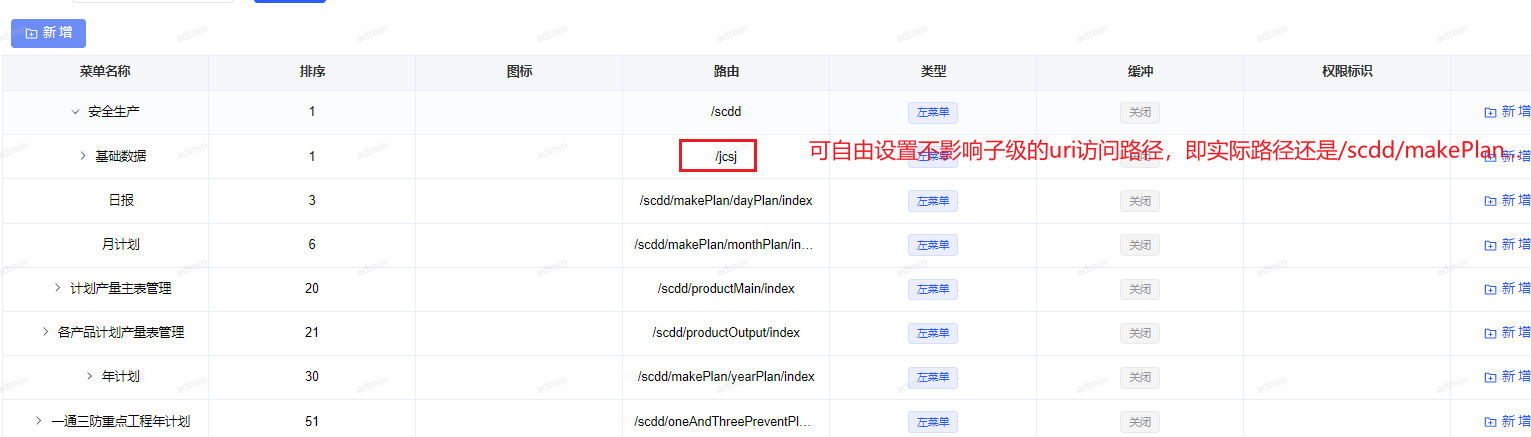 新增
菜单名称 排序 图标 路由 类型 缓冲 权限标识
安全生产 1 /scdd 左菜单 关闭 新增
基础数据 1 /jcsj 可自由设置不影响子级的uri访问路径，即实际路径还是/scdd/makePlan... 新增
日报 3 /scdd/makePlan/dayPlan/index 左菜单 关闭 新增
月计划 6 /scdd/makePlan/monthPlan/in... 左菜单 关闭 新增
计划产量主表管理 20 /scdd/productMain/index 左菜单 关闭 新增
各产品计划产量表管理 21 /scdd/productOutput/index 左菜单 关闭 新增
年计划 30 /scdd/makePlan/yearPlan/index 左菜单 关闭 新增
一通三防重点工程年计划 51 /scdd/oneAndThreePreventPl... 左菜单 关闭 新增